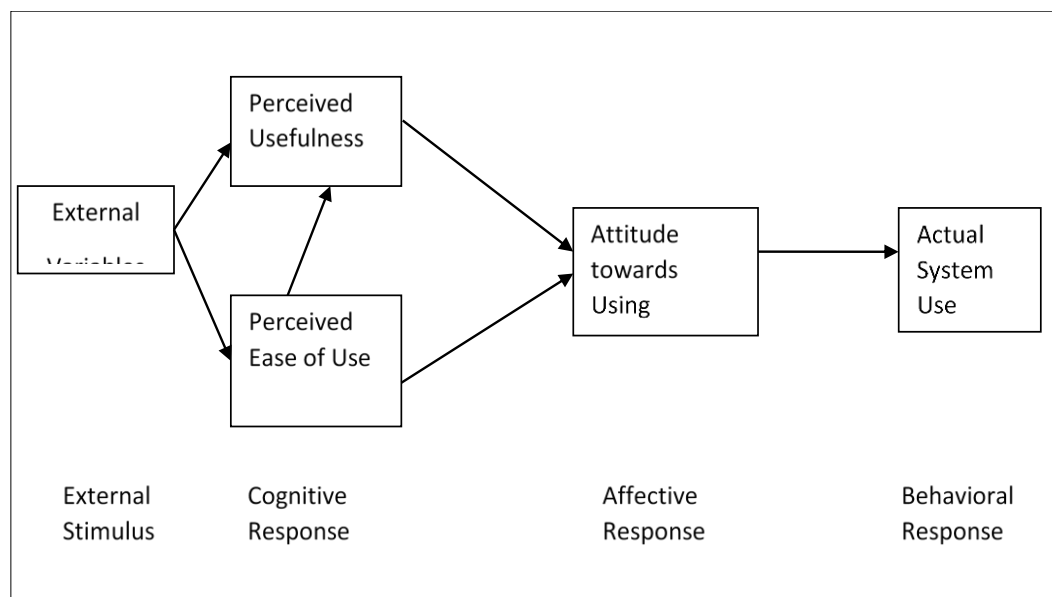 Perceived
Usefulness
External
Variables
Perceived
Ease of Use
Attitude
towards
Using
Actual
System
Use
External
Stimulus
Cognitive
Response
Affective
Response
Behavioral
Response